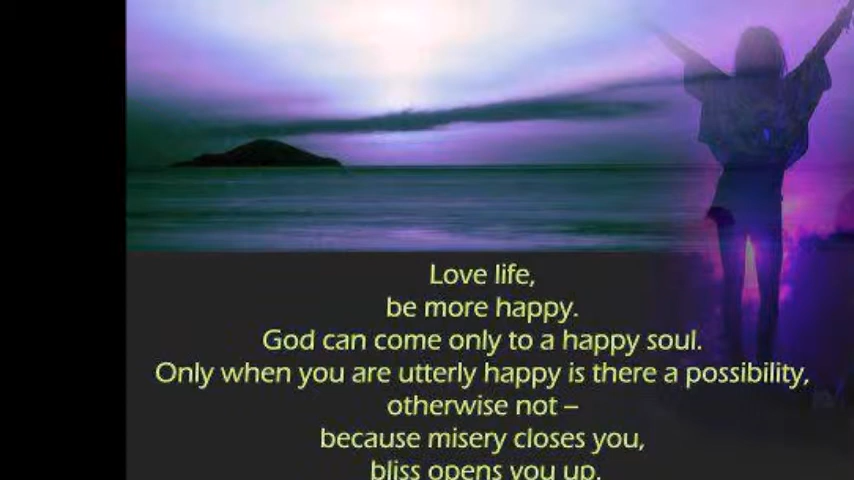 Love life,
be more happy.
God can come only to a happy soul.
Only when you are utterly happy is there a possibility,
otherwise not –
because misery closes you,
bliss opens you up.